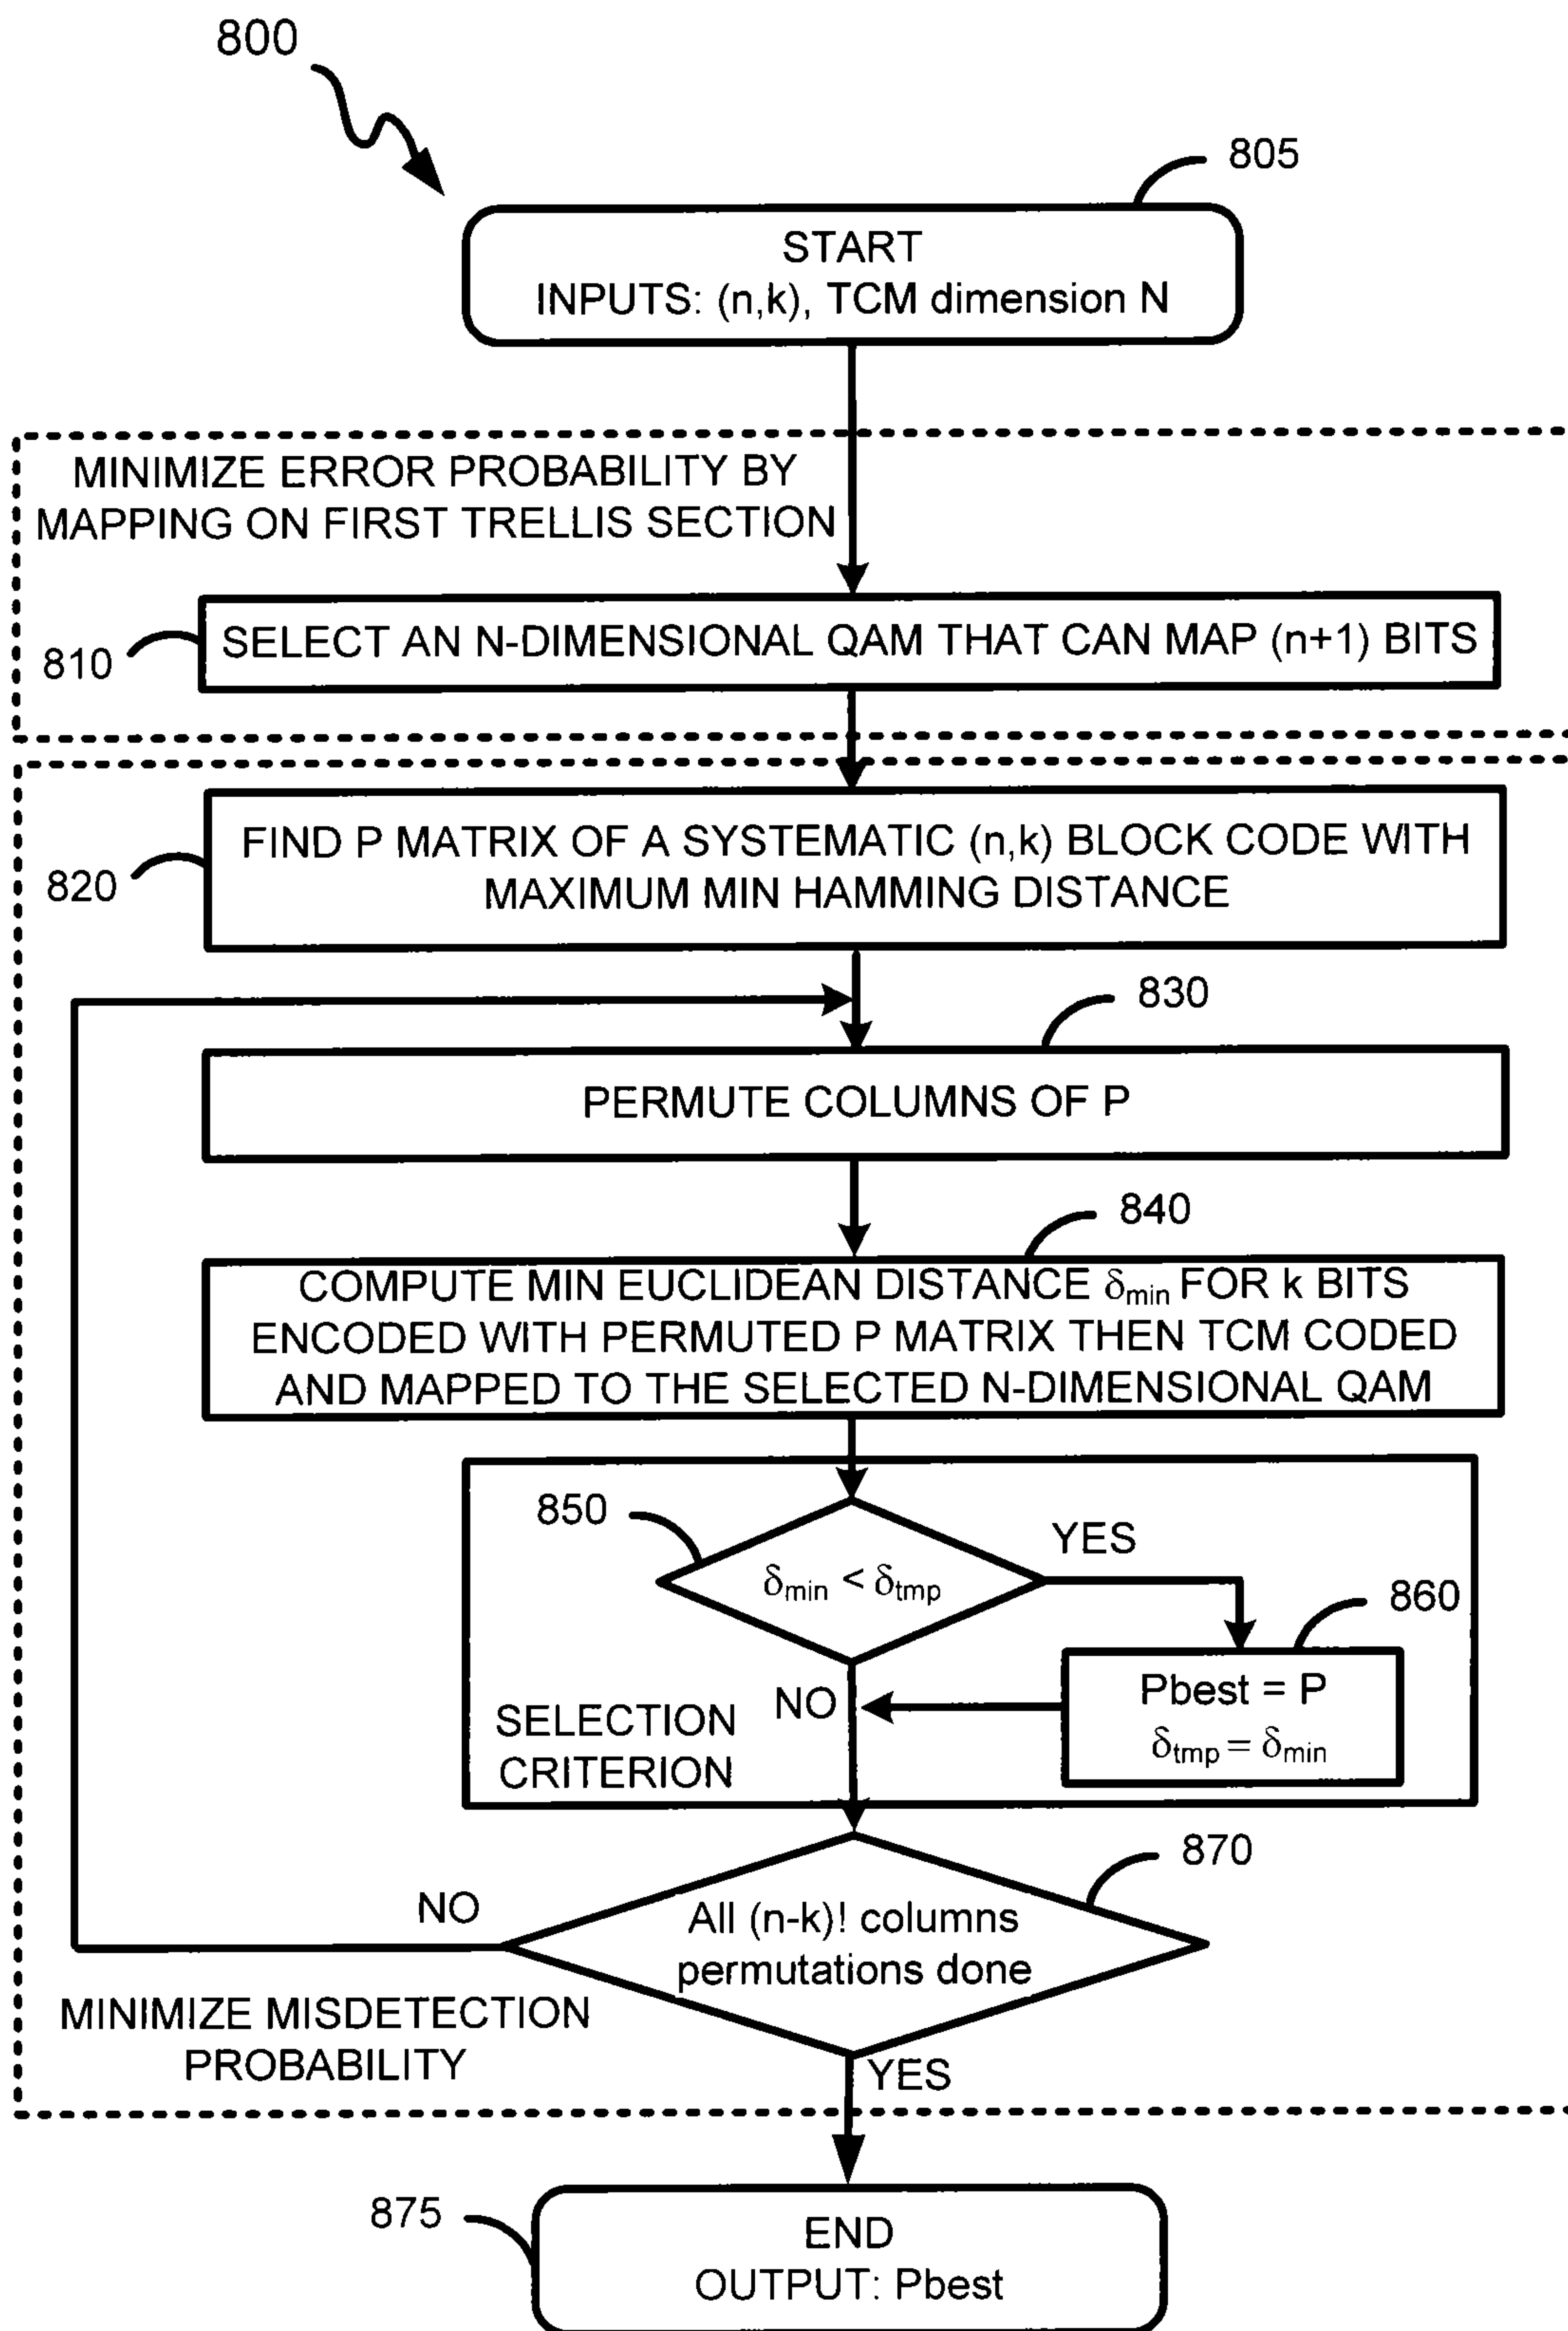 800
805
START
INPUTS: (n,k), TCM dimension N
MINIMIZE ERROR PROBABILITY BY
MAPPING ON FIRST TRELLIS SECTION
810
SELECT AN N-DIMENSIONAL QAM THAT CAN MAP (n+1) BITS
820
FIND P MATRIX OF A SYSTEMATIC (n,k) BLOCK CODE WITH
MAXIMUM MIN HAMMING DISTANCE
830
PERMUTE COLUMNS OF P
840
COMPUTE MIN EUCLIDEAN DISTANCE δmin FOR k BITS
ENCODED WITH PERMUTED P MATRIX THEN TCM CODED
AND MAPPED TO THE SELECTED N-DIMENSIONAL QAM
850
YES
δmin < δtmp
860
Pbest = P
δtmp = δmin
NO
SELECTION
CRITERION
870
NO
All (n-k)! columns
permutations done
MINIMIZE MISDETECTION
PROBABILITY
YES
875
END
OUTPUT: Pbest